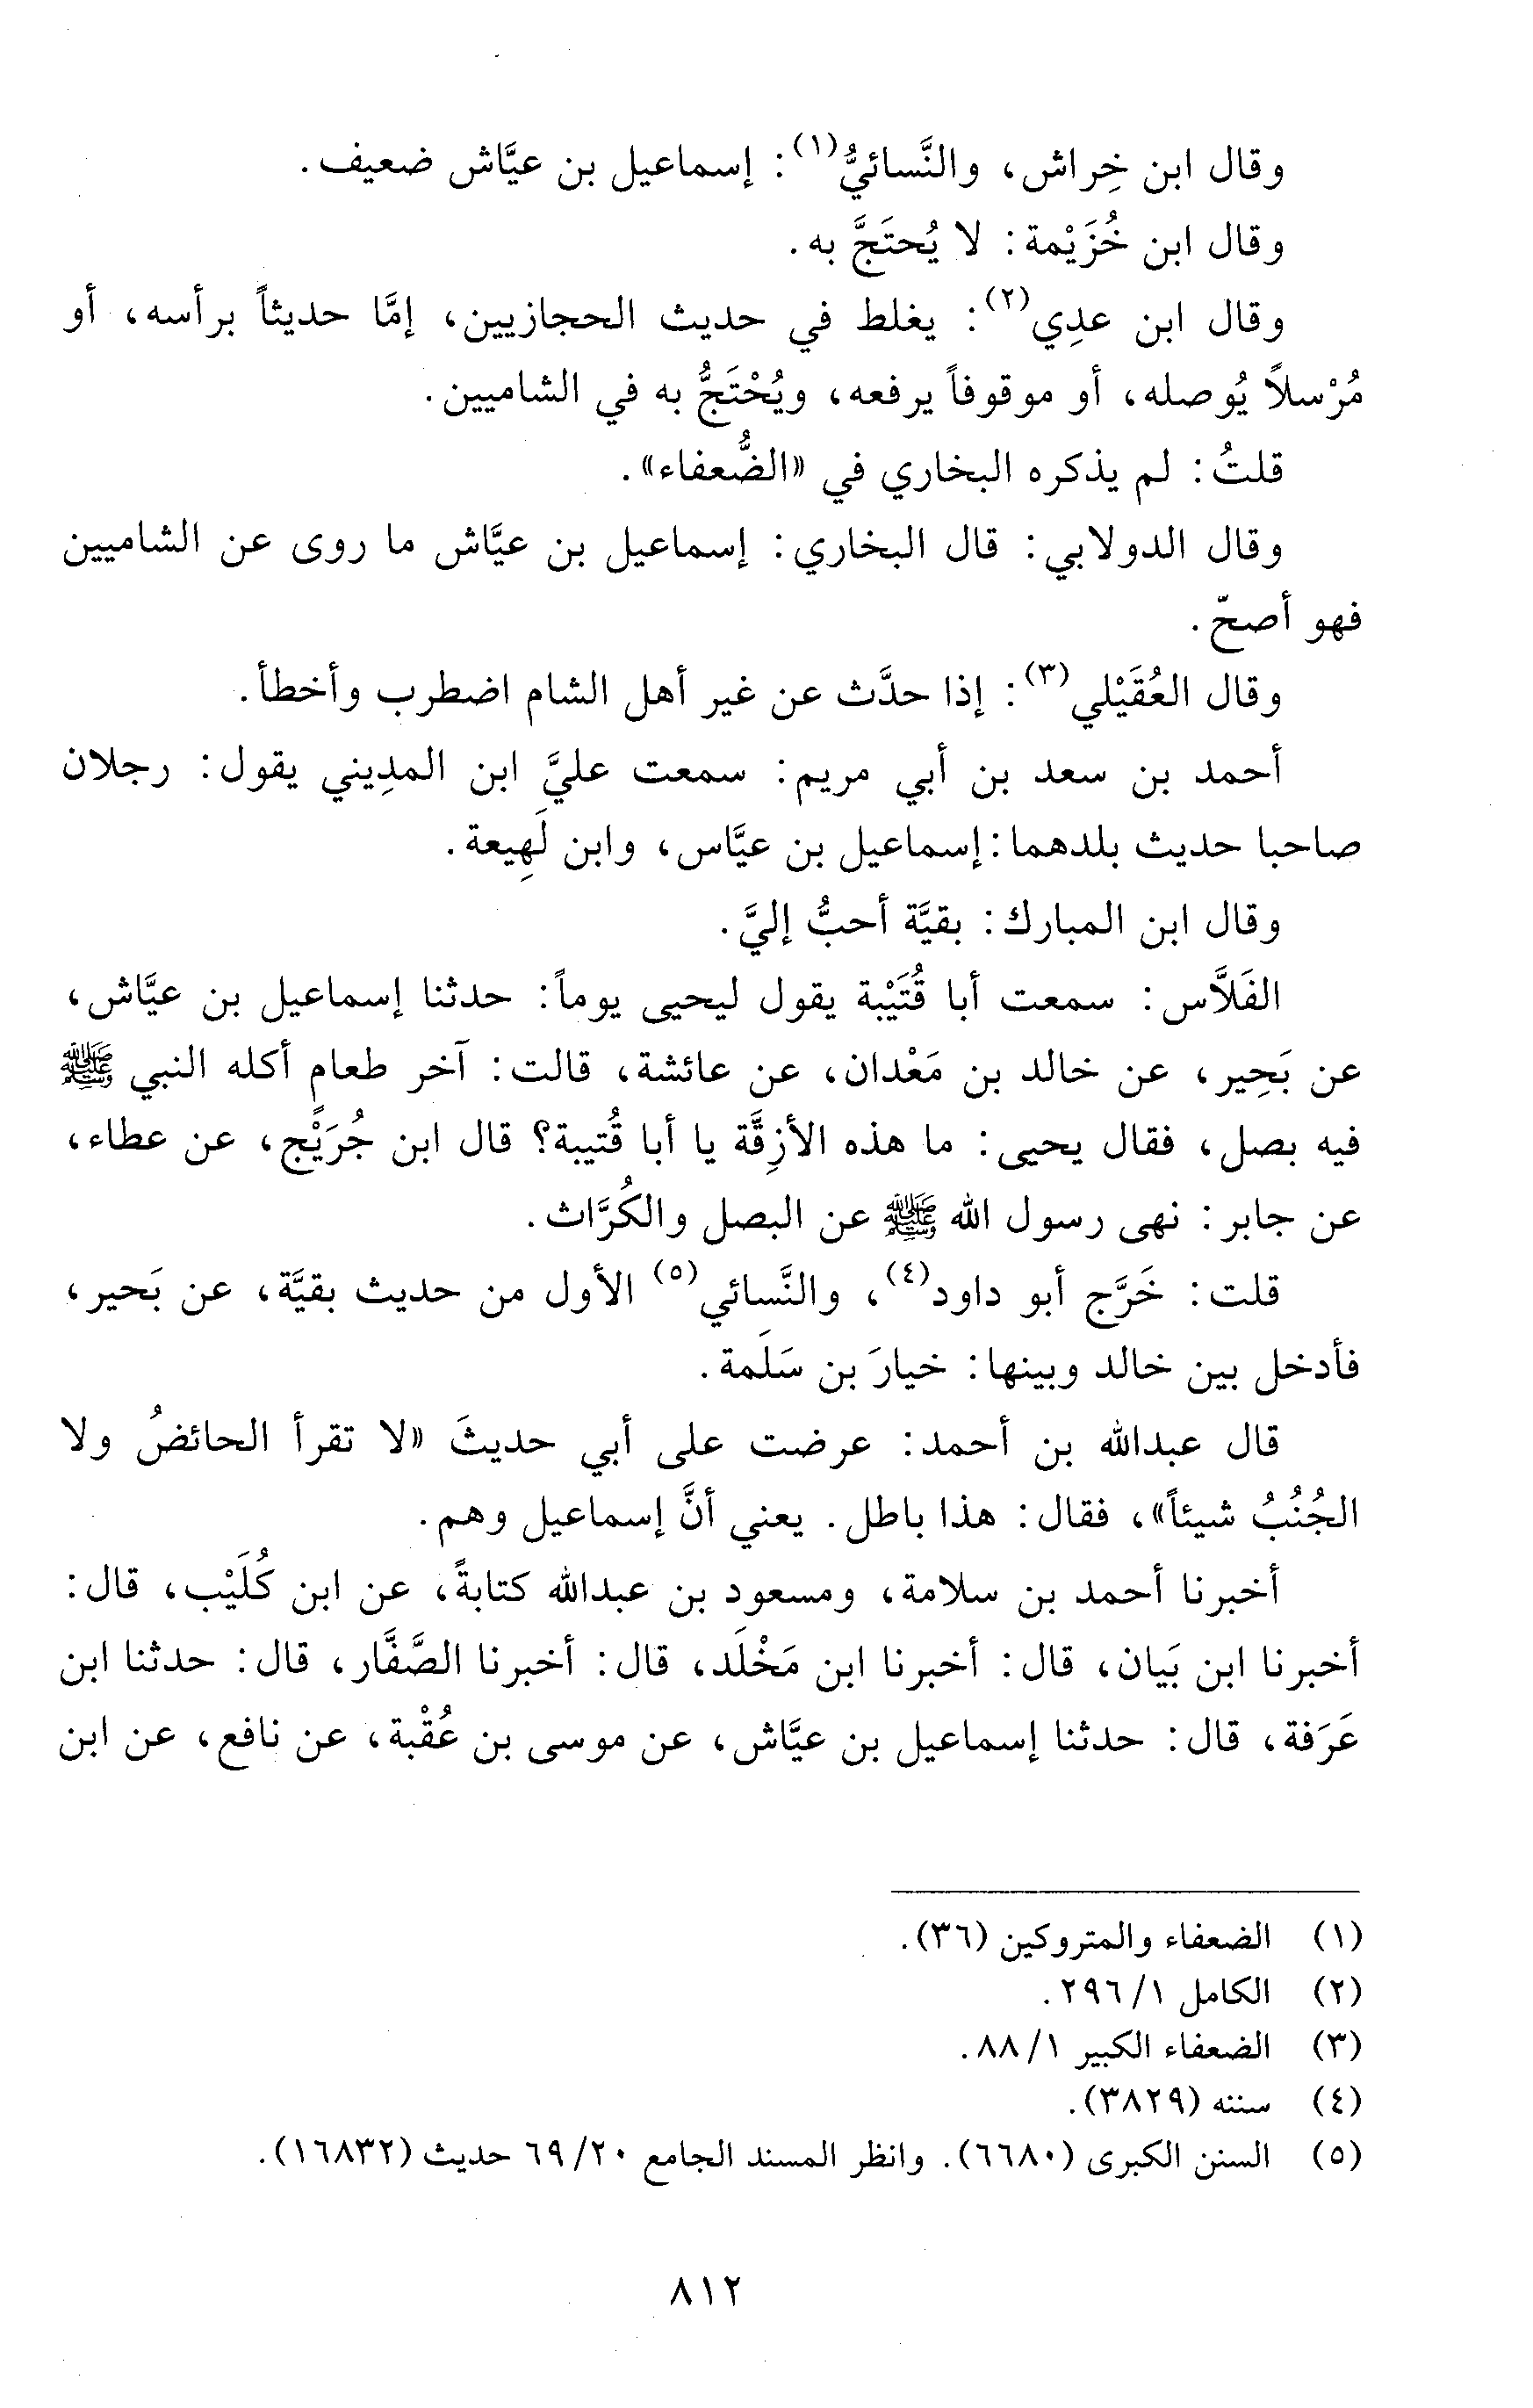 وقال ابن خِراش، والنَّسائيُّ(١): إسماعيل بن عيَّاش ضعيف.
وقال ابن خُزَيْمة: لا يُحتَجَّ به.
وقال ابن عدِي(٢): يغلط في حديث الحجازيين، إمَّا حديثاً برأسه، أو
مُرْسلاً يُوصله، أو موقوفاً يرفعه، ويُحْتَجُّ به في الشاميين.
قلتُ: لم يذكره البخاري في «الضُّعفاء».
وقال الدولابي: قال البخاري: إسماعيل بن عيَّاش ما روى عن الشاميين
فهو أصحّ.
وقال العُقَيْلي(٣): إذا حدَّث عن غير أهل الشام اضطرب وأخطأ.
أحمد بن سعد بن أبي مريم: سمعت عليَّ ابن المدِيني يقول: رجلان
صاحبا حديث بلدهما: إسماعيل بن عيَّاس، وابن لَهِيعة.
وقال ابن المبارك: بقيَّة أحبُّ إليَّ.
الفَلَّاس: سمعت أبا قُتَيْبة يقول ليحيى يوماً: حدثنا إسماعيل بن عيَّاش،
عن بَحِير، عن خالد بن مَعْدان، عن عائشة، قالت: آخر طعام أكله النبي ﷺ
فيه بصل، فقال يحيى: ما هذه الأزِقَّة يا أبا قُتيبة؟ قال ابن جُرَيْج، عن عطاء،
عن جابر: نهى رسول الله ﷺ عن البصل والكُرَّاث.
قلت: خَرَّج أبو داود(٤)، والنَّسائي(٥) الأول من حديث بقيَّة، عن بَحير،
فأدخل بين خالد وبينها: خيارَ بن سَلَمة.
قال عبدالله بن أحمد: عرضت على أبي حديثَ «لا تقرأ الحائضُ ولا
الجُنُبُ شيئاً»، فقال: هذا باطل. يعني أنَّ إسماعيل وهم.
أخبرنا أحمد بن سلامة، ومسعود بن عبدالله كتابةً، عن ابن كُلَيْب، قال:
أخبرنا ابن بَيان، قال: أخبرنا ابن مَخْلَد، قال: أخبرنا الصَّفَّار، قال: حدثنا ابن
عَرَفة، قال: حدثنا إسماعيل بن عيَّاش، عن موسى بن عُقْبة، عن نافع، عن ابن
(١) الضعفاء والمتروكين (٣٦).
(٢) الكامل ١/ ٢٩٦.
(٣) الضعفاء الكبير ١/ ٨٨.
(٤) سننه (٣٨٢٩).
(٥) السنن الكبرى (٦٦٨٠). وانظر المسند الجامع ٢٠/ ٦٩ حديث (١٦٨٣٢).
٨١٢